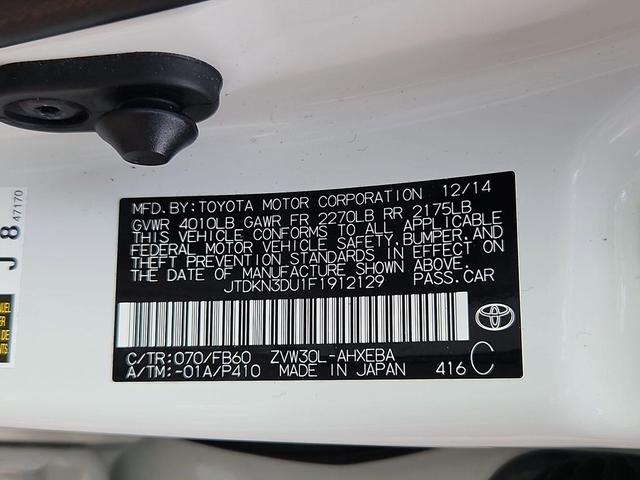 MFD.BY:TOYOTA MOTOR CORPORATION 12/14
GVWR 4010LB GAWR FR 2270LB RR 2175LB
THIS VEHICLE CONFORMS TO ALL APPLICABLE
FEDERAL MOTOR VEHICLE SAFETY,BUMPER,AND
THEFT PREVENTION STANDARDS IN EFFECT ON
THE DATE OF MANUFACTURE SHOWN ABOVE.
JTDKN3DU1F1912129 PASS.CAR
C/TR:070/FB60 ZVW30L-AHXEBA
A/TM:-01A/P410 MADE IN JAPAN 416 C
J 8
47170